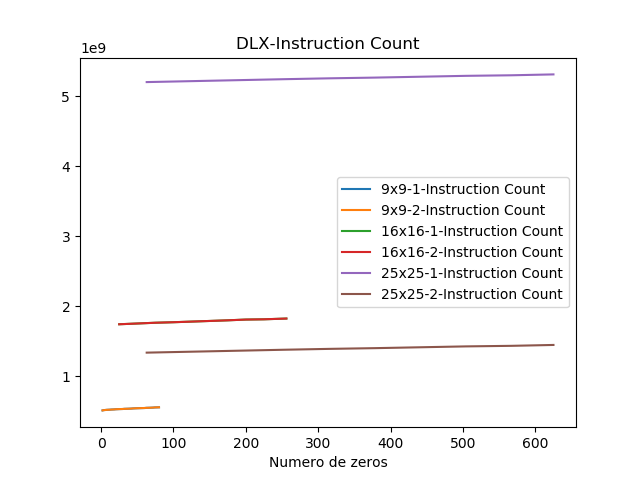 DLX-Instruction Count
1e9
5
4
3
2
1
9x9-1-Instruction Count
9x9-2-Instruction Count
16x16-1-Instruction Count
16x16-2-Instruction Count
25x25-1-Instruction Count
25x25-2-Instruction Count
0 100 200 300 400 500 600
Numero de zeros